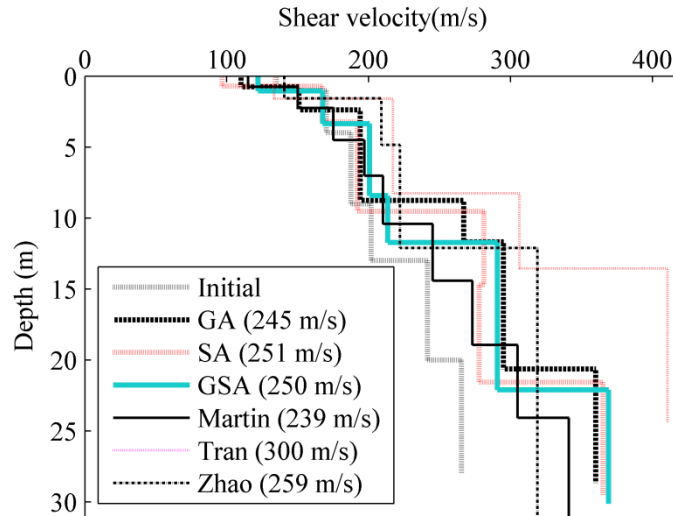 Shear velocity(m/s)
0 100 200 300 400
0
5
10
15
20
25
30
Depth (m)
Initial
GA (245 m/s)
SA (251 m/s)
GSA (250 m/s)
Martin (239 m/s)
Tran (300 m/s)
Zhao (259 m/s)